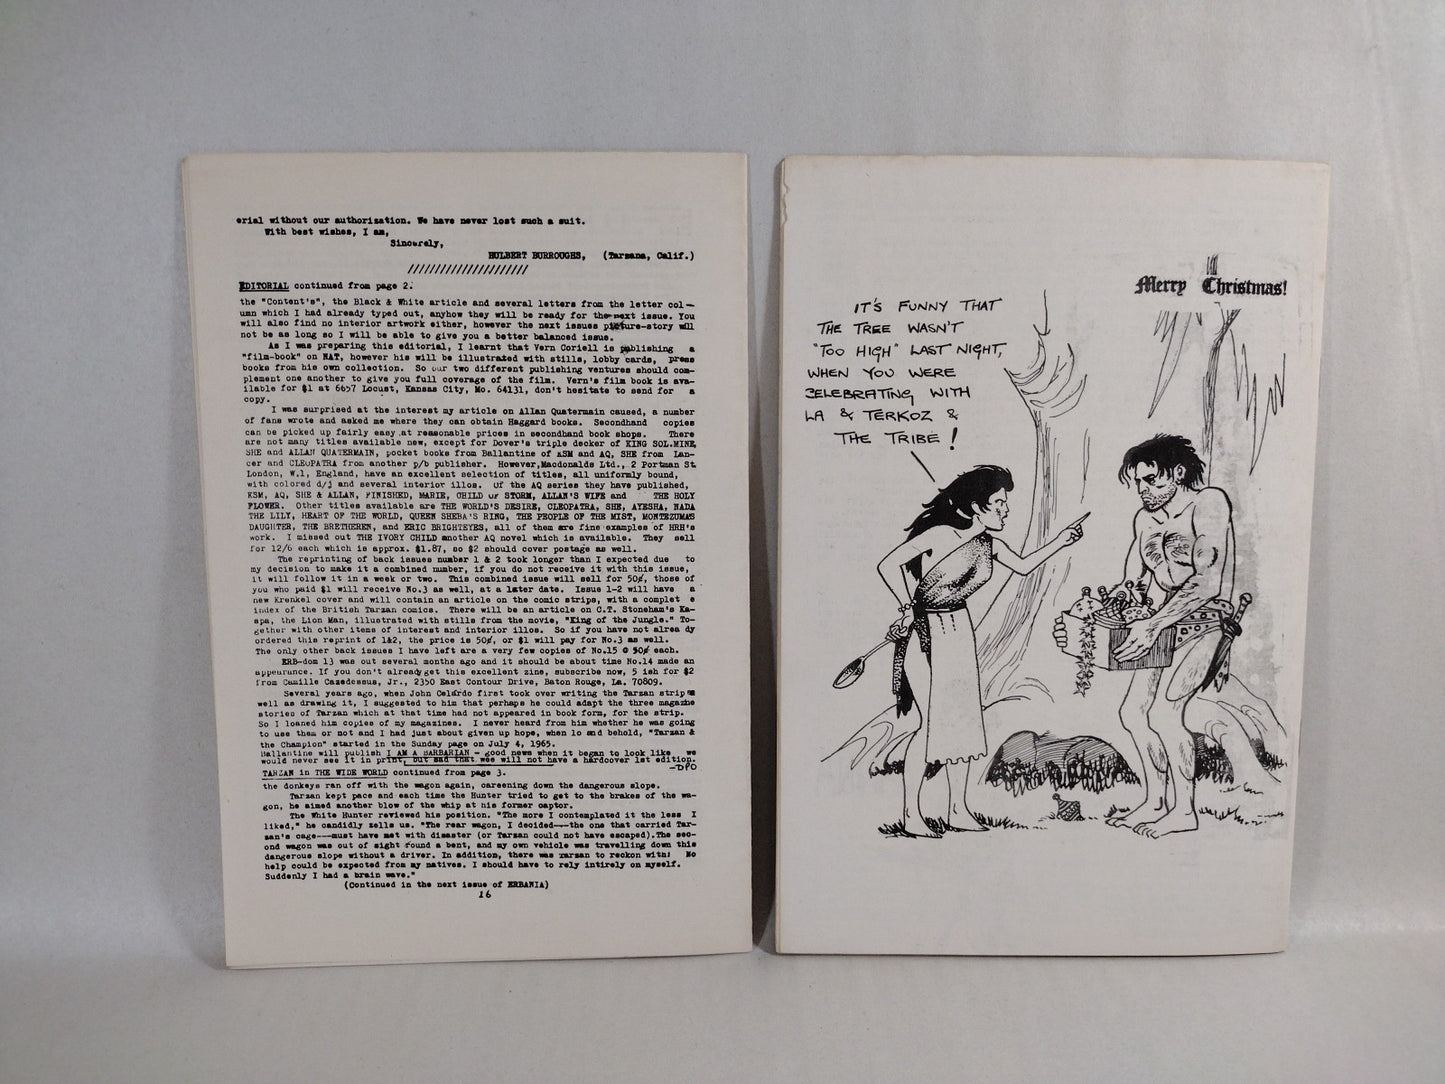 erial without our authorisation. We have never lost such a suit.
With best wishes, I am,
Sincerely,
HULBERT BURROUGHS, (Tarzana, Calif.)
//////////////////////
EDITORIAL continued from page 2.
the "Content's", the Black & White article and several letters from the letter col-
umn which I had already typed out, anyhow they will be ready for the next issue. You
will also find no interior artwork either, however the next issues picture-story will
not be as long so I will be able to give you a better balanced issue.
As I was preparing this editorial, I learnt that Vern Coriell is publishing a
"film-book" on NAT, however his will be illustrated with stills, lobby cards, press
books from his own collection. So our two different publishing ventures should com-
plement one another to give you full coverage of the film. Vern's film book is ava-
ilable for $1 at 6657 Locust, Kansas City, Mo. 64131, don't hesitate to send for a
copy.
I was surprised at the interest my article on Allan Quatermain caused, a number
of fans wrote and asked me where they can obtain Haggard books. Secondhand copies
can be picked up fairly easy at reasonable prices in secondhand book shops. There
are not many titles available new, except for Dover's triple decker of KING SOL.MINE,
SHE and ALLAN QUATERMAIN, pocket books from Ballantine of KSM and AQ, SHE from Lan-
cer and CLEOPATRA from another p/b publisher. However,Macdonalds Ltd., 2 Portman St.
London, W.1, England, have an excellent selection of titles, all uniformly bound,
with colored d/j and several interior illos. Of the AQ series they have published,
KSM, AQ, SHE & ALLAN, FINISHED, MARIE, CHILD OF STORM, ALLAN'S WIFE and THE HOLY
FLOWER. Other titles available are THE WORLD'S DESIRE, CLEOPATRA, SHE, AYESHA, NADA
THE LILY, HEART OF THE WORLD, QUEEN SHEBA'S RING, THE PEOPLE OF THE MIST, MONTEZUMA'S
DAUGHTER, THE BRETHEREN, and ERIC BRIGHTEYES, all of them are fine examples of HRH's
work. I missed out THE IVORY CHILD another AQ novel which is available. They sell
for 12/6 each which is approx. $1.87, so $2 should cover postage as well.
The reprinting of back issues number 1 & 2 took longer than I expected due to
my decision to make it a combined number, if you do not receive it with this issue,
it will follow it in a week or two. This combined issue will sell for 50¢, those of
you who paid $1 will receive No.3 as well, at a later date. Issue 1-2 will have a
new Krenkel cover and will contain an article on the comic strips, with a complet e
index of the British Tarzan comics. There will be an article on C.T. Stoneham's Ka-
spa, the Lion Man, illustrated with stills from the movie, "King of the Jungle." To-
gether with other items of interest and interior illos. So if you have not alrea dy
ordered this reprint of 1&2, the price is 50¢, or $1 will pay for No.3 as well.
The only other back issues I have left are a very few copies of No.15 @ 50¢ each.
ERB-dom 13 was out several months ago and it should be about time No.14 made an
appearance. If you don't already get this excellent zine, subscribe now, 5 ish for $2
from Camille Cazedessus, Jr., 2350 East Contour Drive, Baton Rouge, La. 70809.
Several years ago, when John Celardo first took over writing the Tarzan strip as
well as drawing it, I suggested to him that perhaps he could adapt the three magazine
stories of Tarzan which at that time had not appeared in book form, for the strip.
So I loaned him copies of my magazines. I never heard from him whether he was going
to use them or not and I had just about given up hope, when lo and behold, "Tarzan &
the Champion" started in the Sunday page on July 4, 1965.
Ballantine will publish I AM A BARBARIAN - good news when it began to look like we
would never see it in print, but sad that wee will not have a hardcover 1st edition.
-DPO
TARZAN in THE WIDE WORLD continued from page 3.
the donkeys ran off with the wagon again, careening down the dangerous slope.
Tarzan kept pace and each time the Hunter tried to get to the brakes of the wa-
gon, he aimed another blow of the whip at his former captor.
The White Hunter reviewed his position. "The more I contemplated it the less I
liked," he candidly zells us. "The rear wagon, I decided---the one that carried Tar-
zan's cage---must have met with disaster (or Tarzan could not have escaped).The sec-
ond wagon was out of sight round a bent, and my own vehicle was travelling down this
dangerous slope without a driver. In addition, there was Tarzan to reckon with! No
help could be expected from my natives. I should have to rely intirely on myself.
Suddenly I had a brain wave."
(Continued in the next issue of ERBANIA)
16
Merry Christmas!
IT'S FUNNY THAT
THE TREE WASN'T
"TOO HIGH" LAST NIGHT,
WHEN YOU WERE
CELEBRATING WITH
LA & TERKOZ &
THE TRIBE!